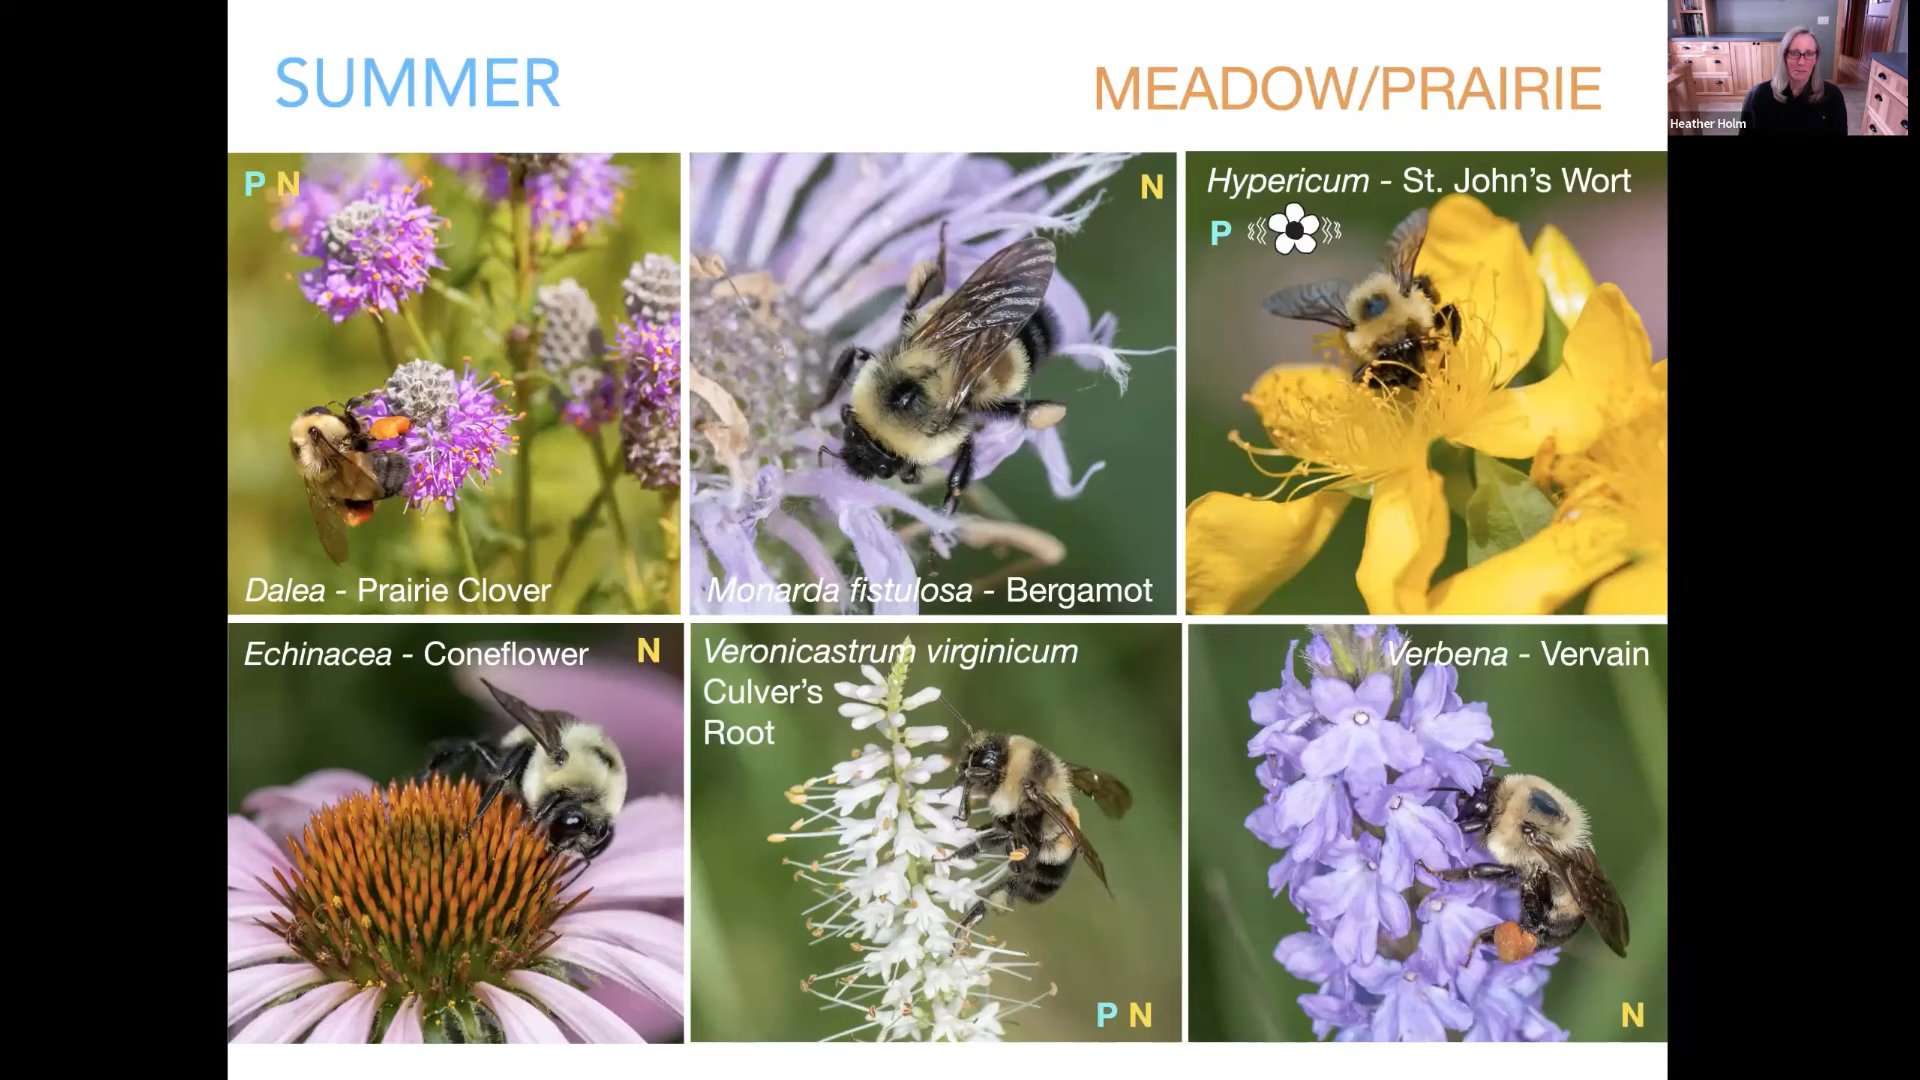 SUMMER
MEADOW/PRAIRIE
Heather Holm
P N
Dalea - Prairie Clover
N
Monarda fistulosa - Bergamot
Hypericum - St. John's Wort
P
Echinacea - Coneflower
N
Veronicastrum virginicum
Culver's
Root
P N
Verbena - Vervain
N